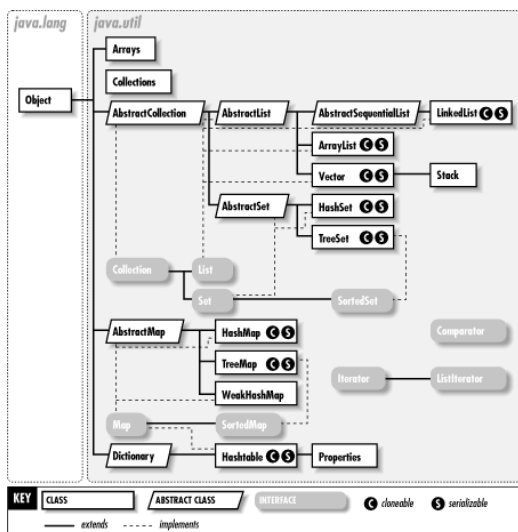 java.lang java.util
Arrays
Collections
Object
AbstractCollection AbstractList AbstractSequentialList LinkedList C S
ArrayList C S
Vector C S Stack
AbstractSet HashSet C S
TreeSet C S
Collection List
Set SortedSet
AbstractMap HashMap C S Comparator
TreeMap C S
Iterator ListIterator
WeakHashMap
Map SortedMap
Dictionary Hashtable C S Properties
KEY CLASS ABSTRACT CLASS INTERFACE C cloneable S serializable
extends implements